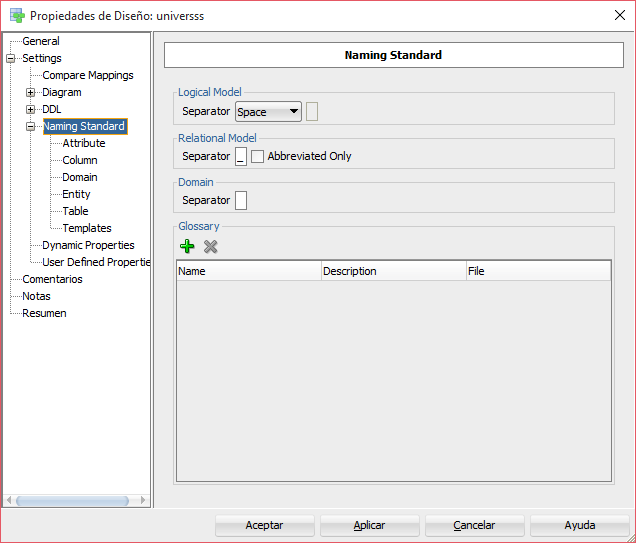 Propiedades de Diseño: universss
General
Settings
Compare Mappings
Diagram
DDL
Naming Standard
Attribute
Column
Domain
Entity
Table
Templates
Dynamic Properties
User Defined Propertie
Comentarios
Notas
Resumen
Naming Standard
Logical Model
Separator Space
Relational Model
Separator _ Abbreviated Only
Domain
Separator
Glossary
Name Description File
Aceptar Aplicar Cancelar Ayuda